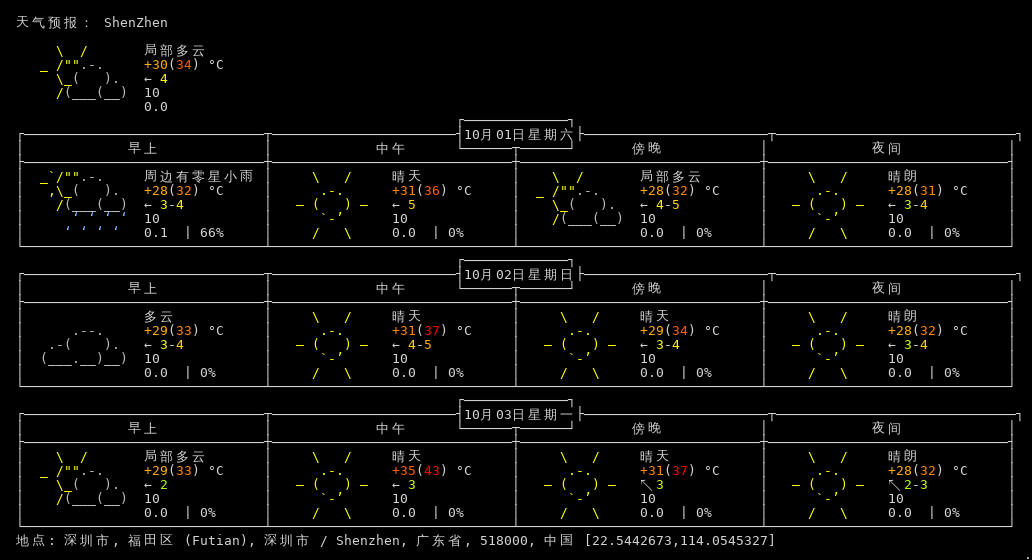 天气预报： ShenZhen
局部多云
+30(34) °C
← 4
10
0.0
10月01日星期六
早上 中午 傍晚 夜间
周边有零星小雨 晴天 局部多云 晴朗
+28(32) °C +31(36) °C +28(32) °C +28(31) °C
← 3-4 ← 5 ← 4-5 ← 3-4
10 10 10 10
0.1 | 66% 0.0 | 0% 0.0 | 0% 0.0 | 0%
10月02日星期日
早上 中午 傍晚 夜间
多云 晴天 晴天 晴朗
+29(33) °C +31(37) °C +29(34) °C +28(32) °C
← 3-4 ← 4-5 ← 3-4 ← 3-4
10 10 10 10
0.0 | 0% 0.0 | 0% 0.0 | 0% 0.0 | 0%
10月03日星期一
早上 中午 傍晚 夜间
局部多云 晴天 晴天 晴朗
+29(33) °C +35(43) °C +31(37) °C +28(32) °C
← 2 ← 3 ↖ 3 ↖ 2-3
10 10 10 10
0.0 | 0% 0.0 | 0% 0.0 | 0% 0.0 | 0%
地点: 深圳市, 福田区 (Futian), 深圳市 / Shenzhen, 广东省, 518000, 中国 [22.5442673,114.0545327]